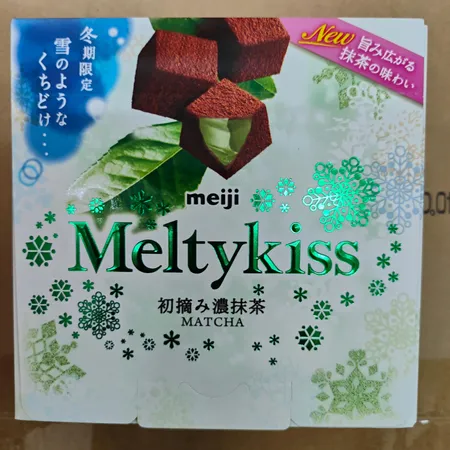 冬期限定
雪のような
くちどけ...
New
旨み広がる
抹茶の味わい
meiji
Meltykiss
初摘み濃抹茶
MATCHA